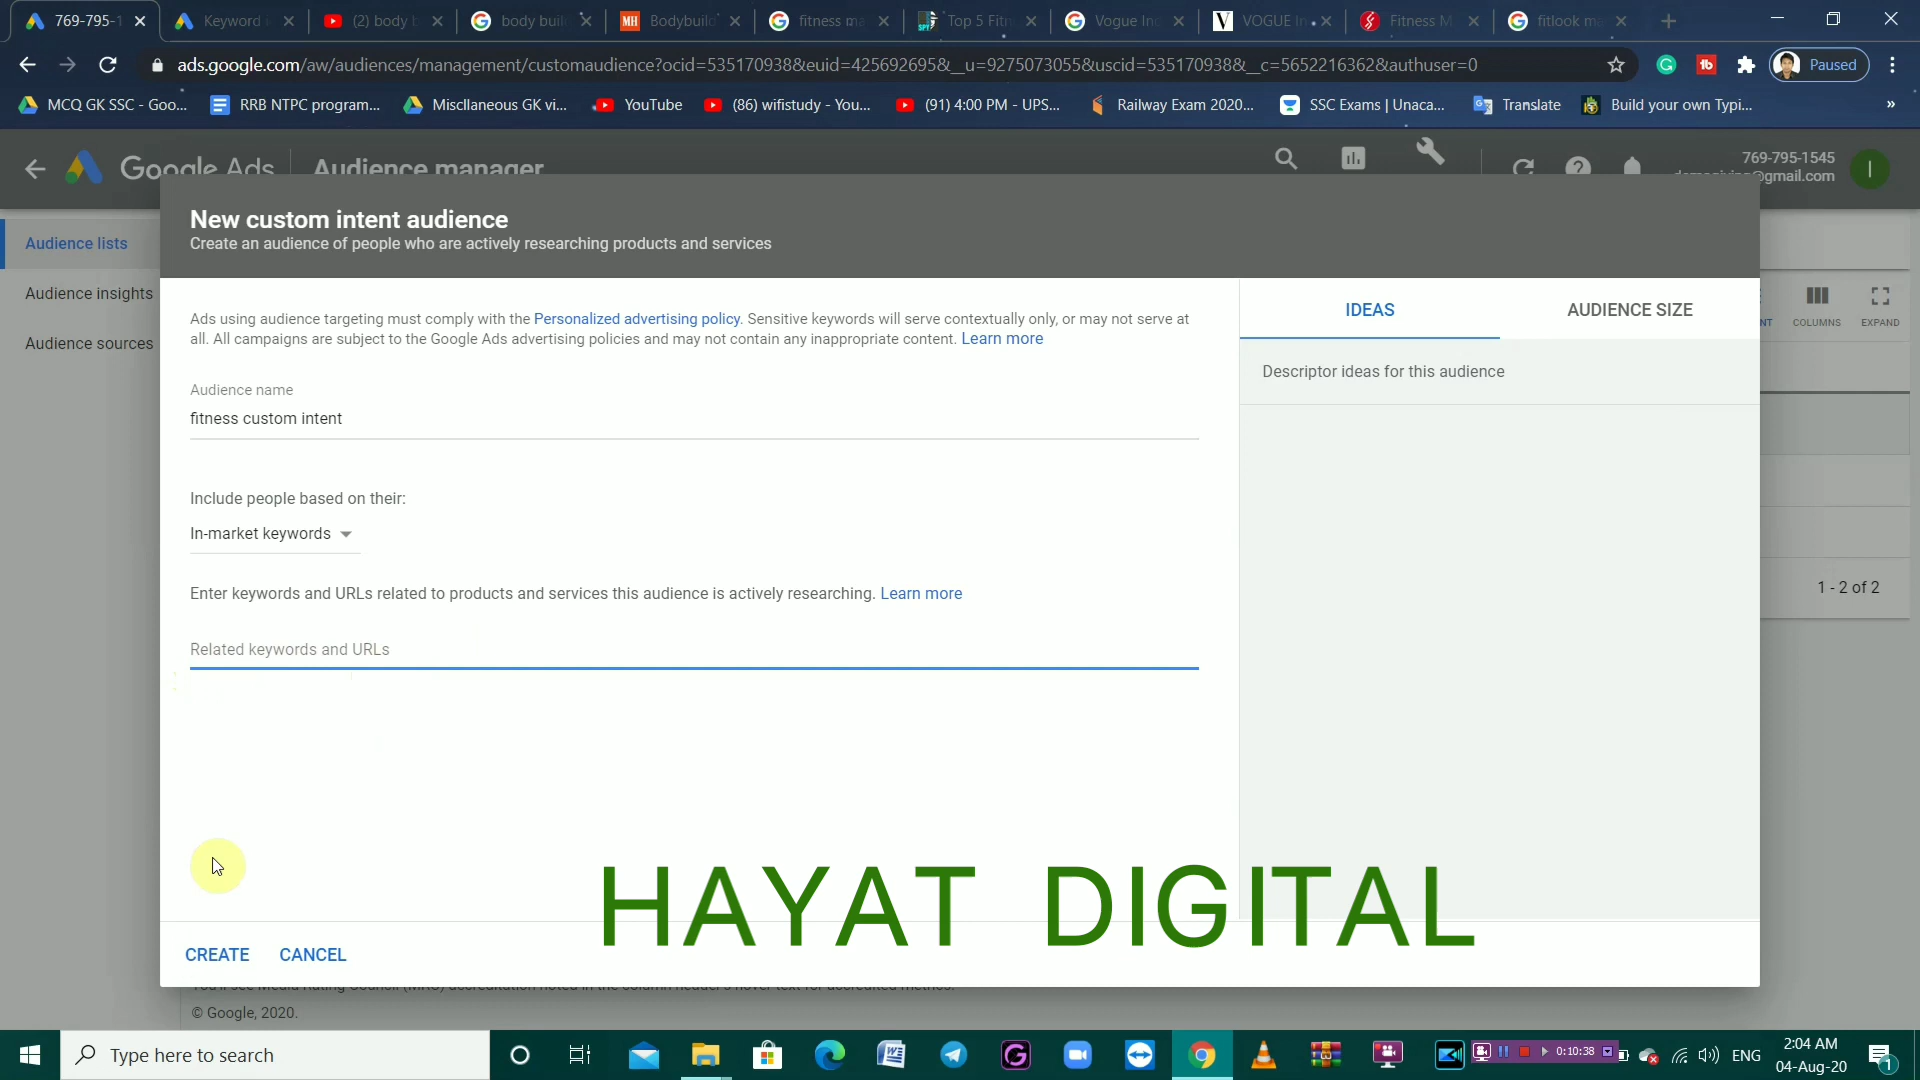 769-795-1
Keyword
(2) body b
body buil
Bodybuild
fitness ma
Top 5 Fitn
Vogue Inc
VOGUE In
Fitness M
fitlook ma
ads.google.com/aw/audiences/management/customaudience?ocid=535170938&euid=425692695&__u=9275073055&uscid=535170938&__c=5652216362&authuser=0
Paused
MCQ GK SSC - Goo...
RRB NTPC program...
Miscllaneous GK vi...
YouTube
(86) wifistudy - You...
(91) 4:00 PM - UPS...
Railway Exam 2020...
SSC Exams | Unaca...
Translate
Build your own Typi...
»
Google Ads
Audience manager
769-795-1545
@gmail.com
I
New custom intent audience
Create an audience of people who are actively researching products and services
Audience lists
Audience insights
Audience sources
Ads using audience targeting must comply with the Personalized advertising policy. Sensitive keywords will serve contextually only, or may not serve at
all. All campaigns are subject to the Google Ads advertising policies and may not contain any inappropriate content. Learn more
IDEAS
AUDIENCE SIZE
COLUMNS
EXPAND
Descriptor ideas for this audience
Audience name
fitness custom intent
Include people based on their:
In-market keywords
Enter keywords and URLs related to products and services this audience is actively researching. Learn more
1 - 2 of 2
Related keywords and URLs
HAYAT DIGITAL
CREATE
CANCEL
© Google, 2020.
Type here to search
0:10:38
ENG
2:04 AM
04-Aug-20
1